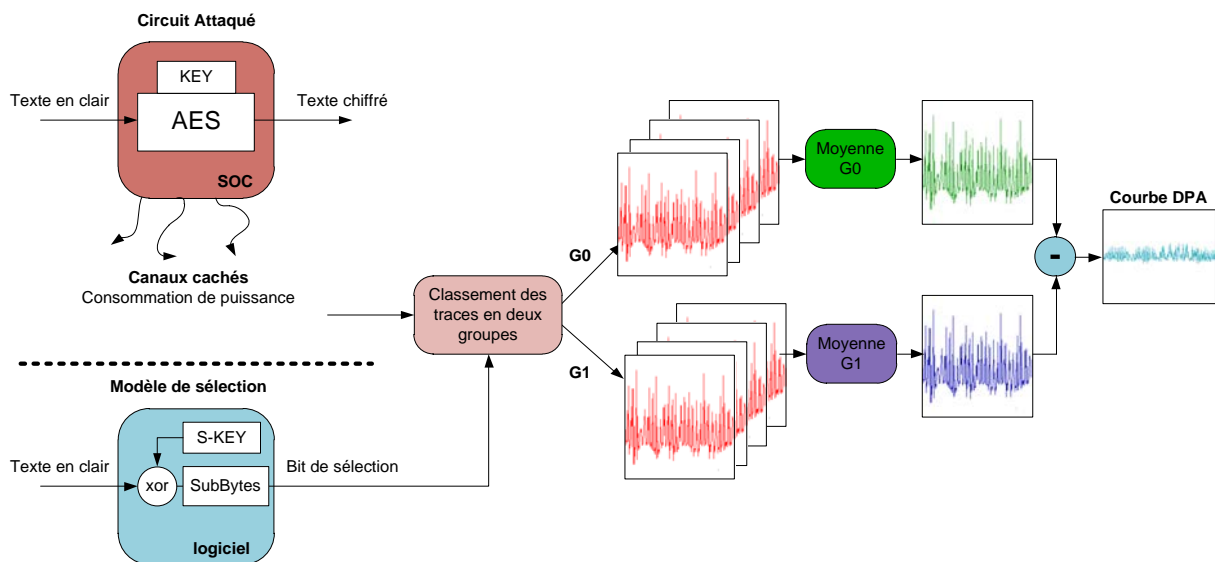 Circuit Attaqué
KEY
Texte en clair
AES
Texte chiffré
SOC
Canaux cachés
Consommation de puissance
Modèle de sélection
S-KEY
Texte en clair
xor
SubBytes
Bit de sélection
logiciel
Classement des
traces en deux
groupes
G0
G1
Moyenne
G0
Moyenne
G1
-
Courbe DPA